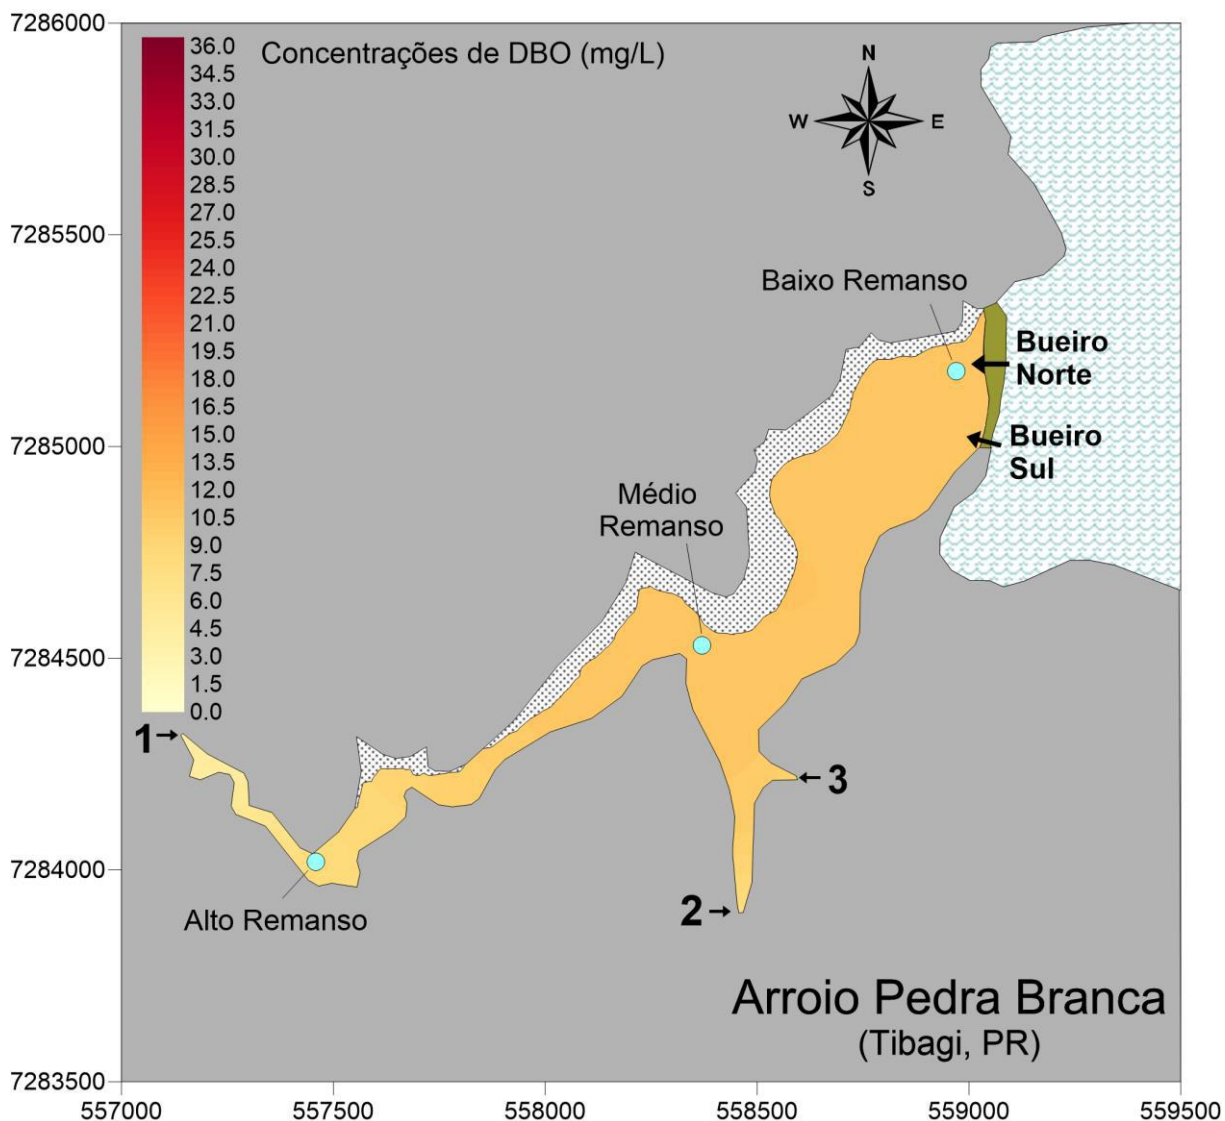 7286000
7285500
7285000
7284500
7284000
7283500
557000
557500
558000
558500
559000
559500
36.0
34.5
33.0
31.5
30.0
28.5
27.0
25.5
24.0
22.5
21.0
19.5
18.0
16.5
15.0
13.5
12.0
10.5
9.0
7.5
6.0
4.5
3.0
1.5
0.0
Concentrações de DBO (mg/L)
N
W
E
S
Baixo Remanso
Bueiro
Norte
Bueiro
Sul
Médio
Remanso
1
3
2
Alto Remanso
Arroio Pedra Branca
(Tibagi, PR)